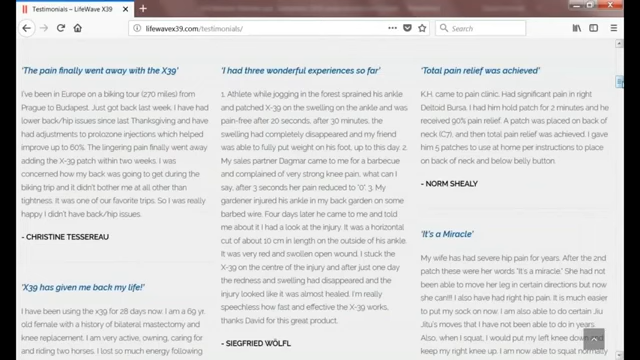 Testimonials – LifeWave X39
lifewavex39.com/testimonials/
Search
'The pain finally went away with the X39'
I've been in Europe on a biking tour (270 miles) from
Prague to Budapest. Just got back last week. I have had
lower back/hip issues since last Thanksgiving and have
had adjustments to prolozone injections which helped
improve up to 60%. The lingering pain finally went away
adding the X-39 patch within two weeks. I was
concerned how my back was going to get during the
biking trip and it didn't bother me at all other than
tightness. it was one of our favorite trips. So I was really
happy I didn't have back/hip issues.
- CHRISTINE TESSEREAU
'X39 has given me back my life!'
I have been using the x39 for 28 days now. I am a 69 yr.
old female with a history of bilateral mastectomy and
knee replacement. I am very active, owning, caring for
and riding two horses. I lost so much energy following
'I had three wonderful experiences so far'
1. Athlete while jogging in the forest sprained his ankle
and patched X-39 on the swelling on the ankle and was
pain-free after 20 seconds, after 30 minutes, the
swelling had completely disappeared and my friend
was able to fully put weight on his foot, up to this day. 2.
My sales partner Dagmar came to me for a barbecue
and complained of very strong knee pain, what can I
say, after 3 seconds her pain reduced to "0". 3. My
gardener injured his ankle in my back garden on some
barbed wire. Four days later he came to me and told
me about it I had a look at the injury. It was a horizontal
cut of about 10 cm in length on the outside of his ankle.
It was very red and swollen open wound. I stuck the
X-39 on the centre of the injury and after just one day
the redness and swelling had disappeared and the
injury looked like it was almost healed. I'm really
speechless how fast and effective the X-39 works,
thanks David for this great product.
- SIEGFRIED WÖLFL
'Total pain relief was achieved'
K.H. came to pain clinic. Had significant pain in right
Deltoid Bursa. I had him hold patch for 2 minutes and he
received 90% pain relief. A patch was placed on back of
neck (C7), and then total pain relief was achieved. I gave
him 5 patches to use at home per instructions to place
on back of neck and below belly button.
- NORM SHEALY
'It's a Miracle'
My wife has had severe hip pain for years. After the 2nd
patch these were her words "It's a miracle." She had not
been able to move her leg in certain directions but now
she can!!! I also have had right hip pain. It is much easier
to put my sock on now. I am also able to do certain Jiu
Jitsu's moves that I have not been able to do in years.
Also, when I squat, I would put my left knee down and
keep my right knee up. I am now able to squat normally